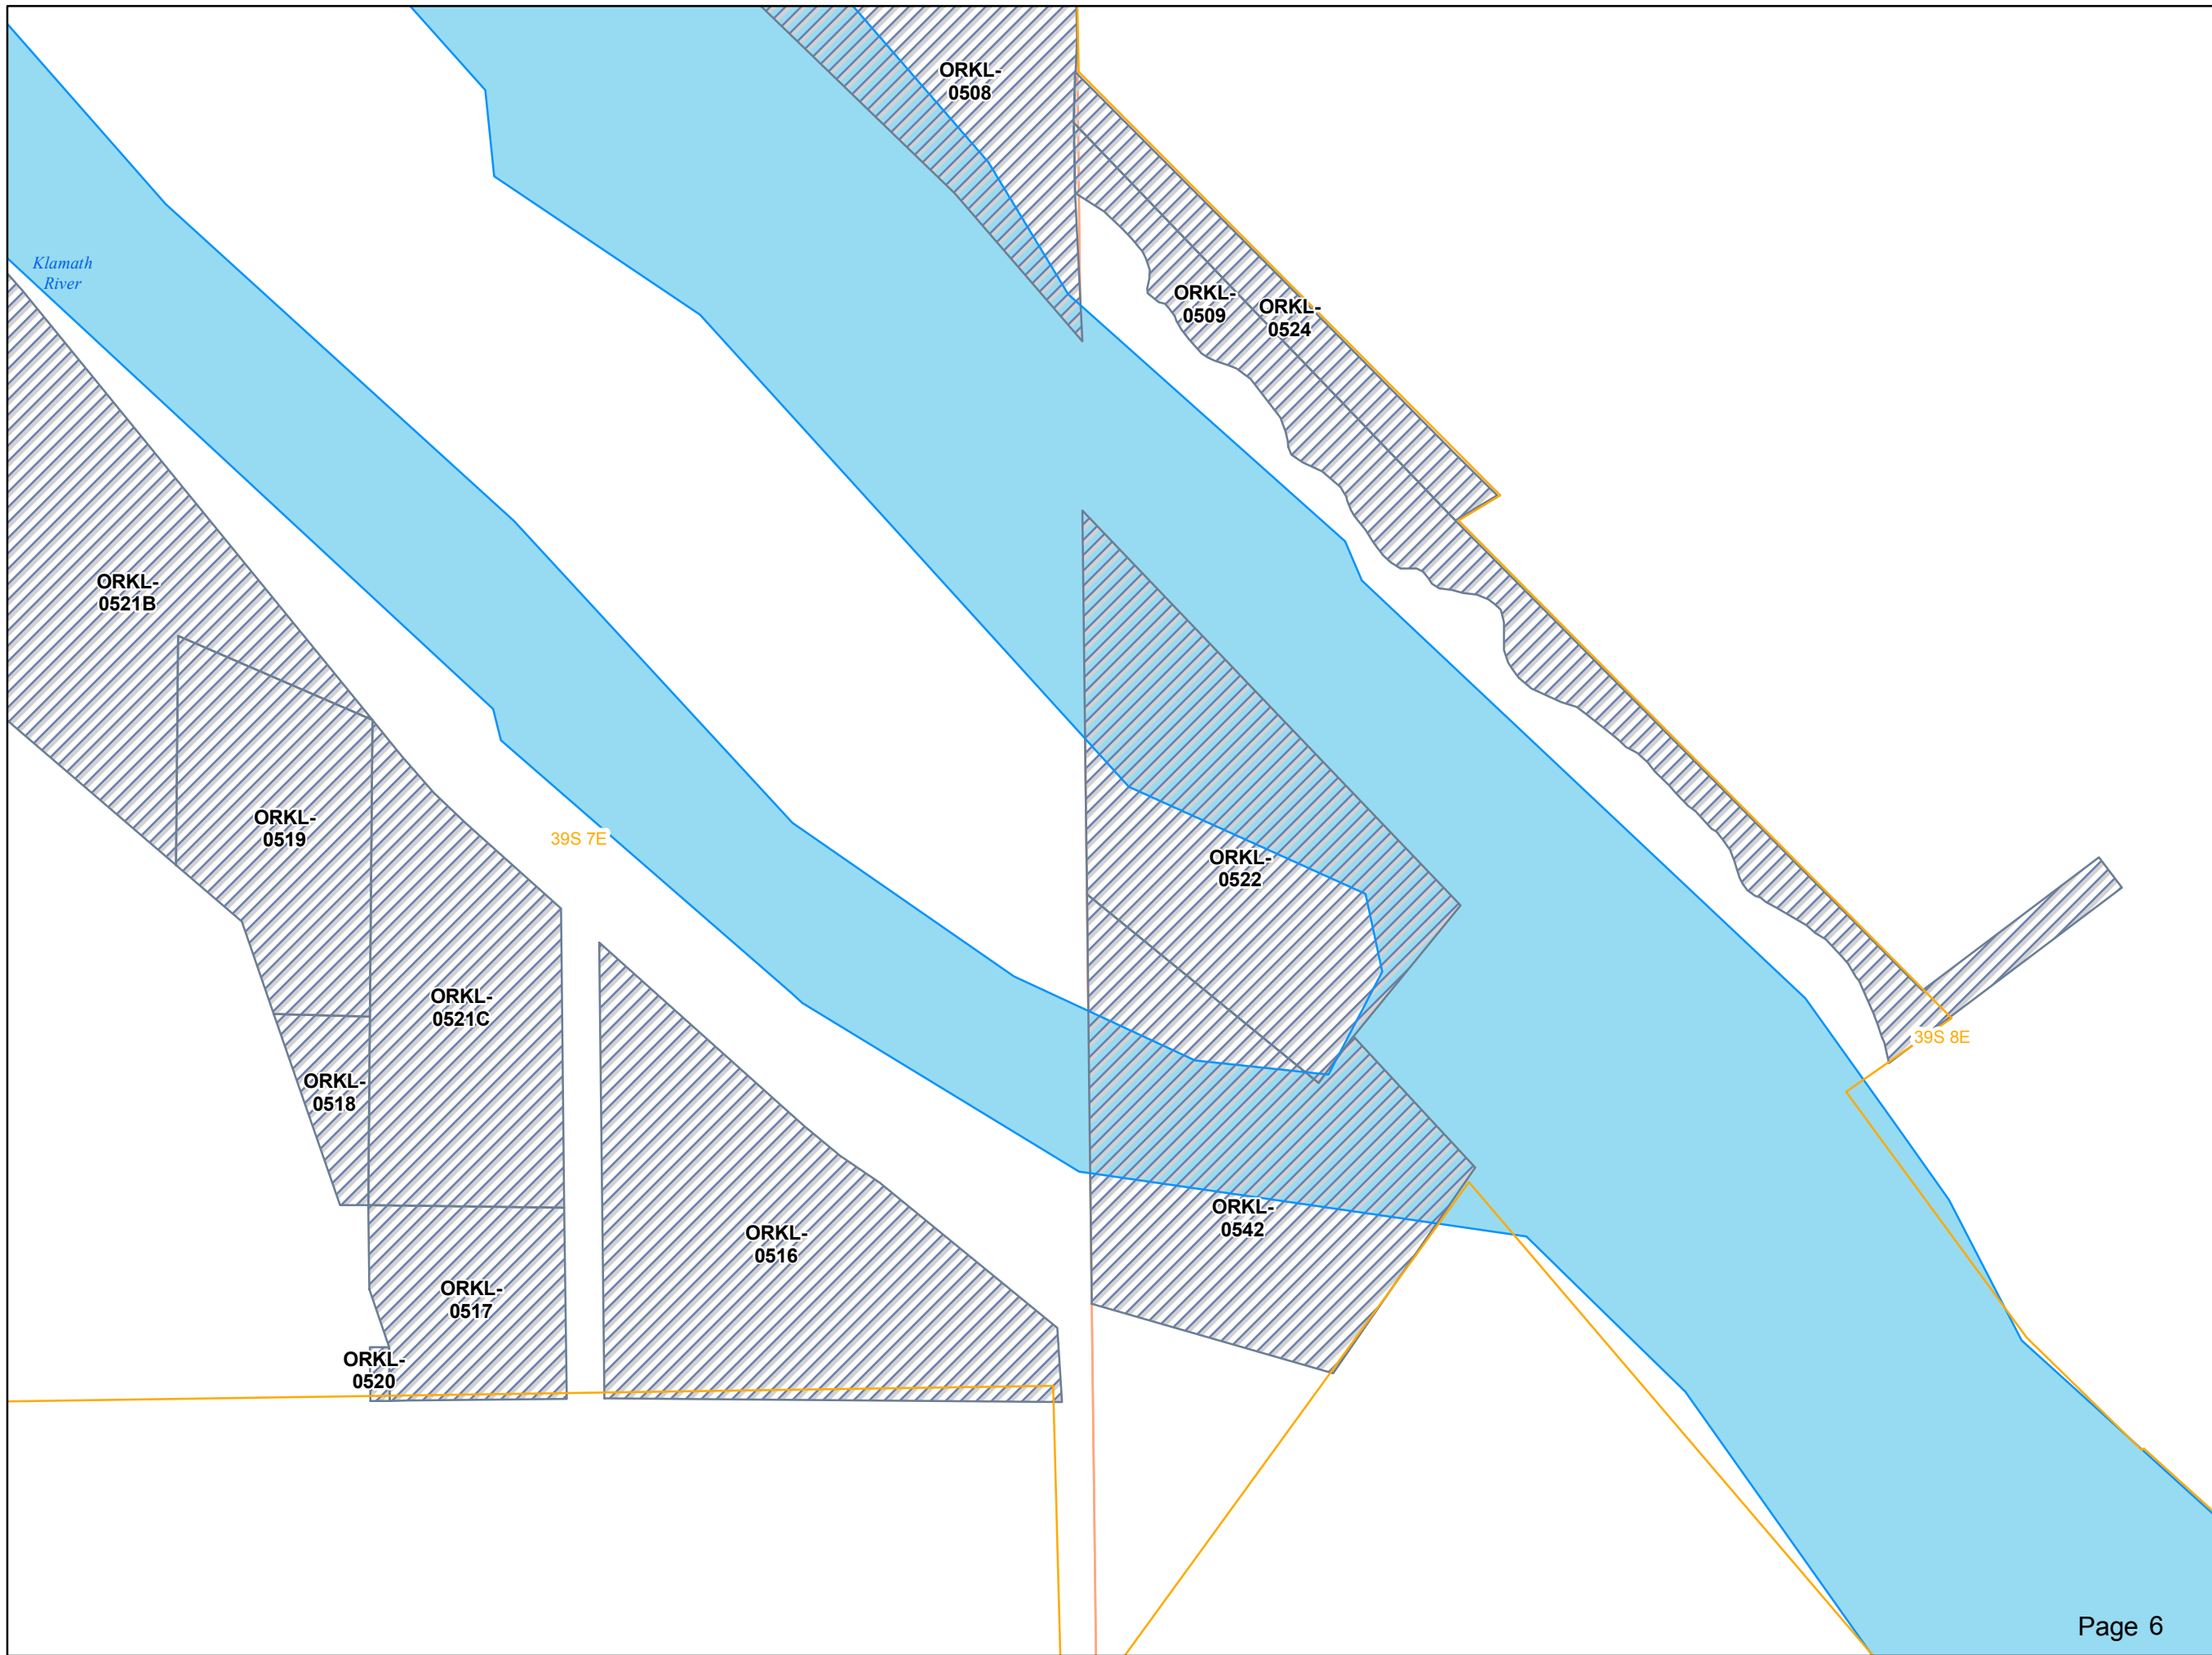 ORKL-
0508
Klamath
River
ORKL-
0509
ORKL-
0524
ORKL-
0521B
ORKL-
0519
39S 7E
ORKL-
0522
ORKL-
0521C
39S 8E
ORKL-
0518
ORKL-
0542
ORKL-
0516
ORKL-
0517
ORKL-
0520
Page 6